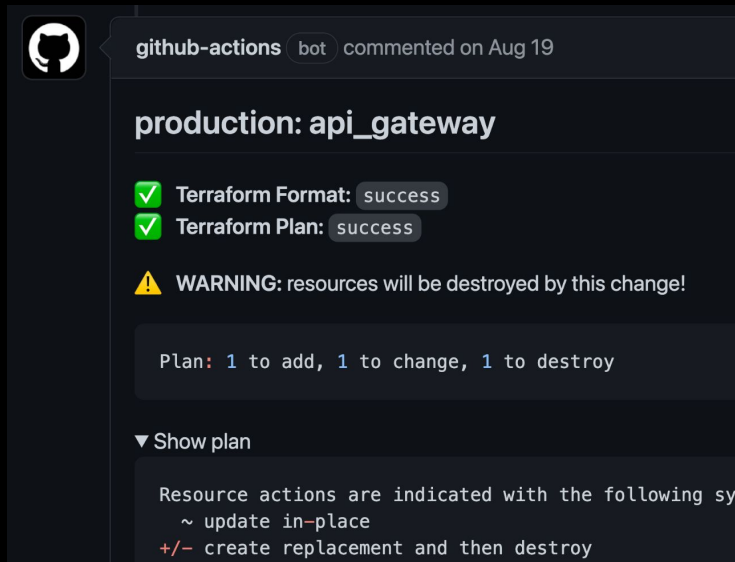 github-actions bot commented on Aug 19
production: api_gateway
Terraform Format: success
Terraform Plan: success
WARNING: resources will be destroyed by this change!
Plan: 1 to add, 1 to change, 1 to destroy
▼ Show plan
Resource actions are indicated with the following sy
~ update in-place
+/- create replacement and then destroy